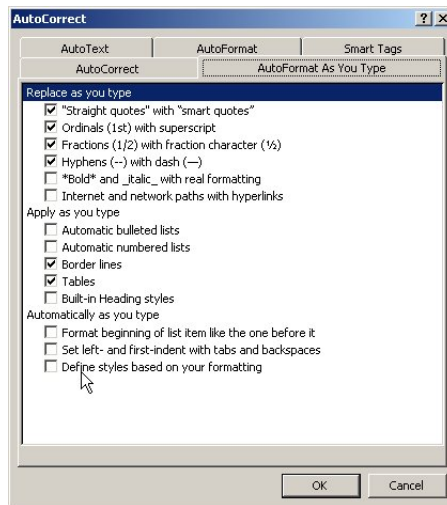 AutoCorrect
AutoText AutoFormat Smart Tags
AutoCorrect AutoFormat As You Type
Replace as you type
"Straight quotes" with “smart quotes”
Ordinals (1st) with superscript
Fractions (1/2) with fraction character (½)
Hyphens (--) with dash (—)
*Bold* and _italic_ with real formatting
Internet and network paths with hyperlinks
Apply as you type
Automatic bulleted lists
Automatic numbered lists
Border lines
Tables
Built-in Heading styles
Automatically as you type
Format beginning of list item like the one before it
Set left- and first-indent with tabs and backspaces
Define styles based on your formatting
OK Cancel